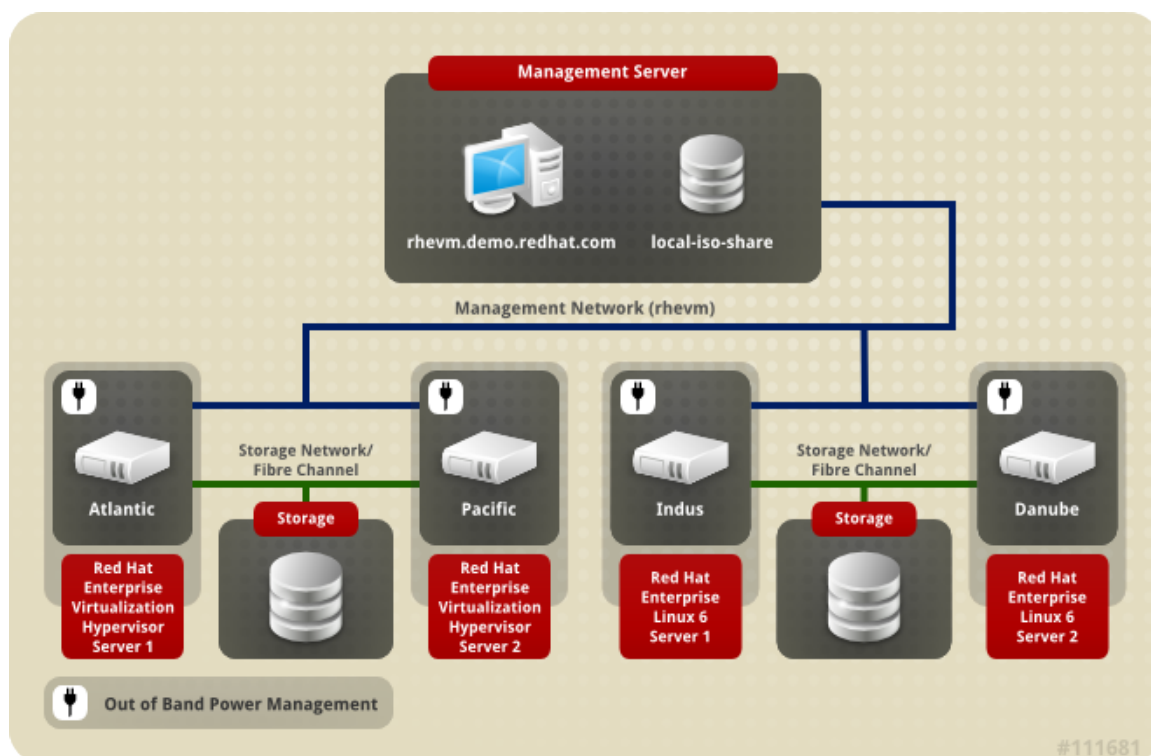 Management Server
rhevm.demo.redhat.com
local-iso-share
Management Network (rhevm)
Storage Network/
Fibre Channel
Storage Network/
Fibre Channel
Atlantic
Pacific
Indus
Danube
Storage
Storage
Red Hat
Enterprise
Virtualization
Hypervisor
Server 1
Red Hat
Enterprise
Virtualization
Hypervisor
Server 2
Red Hat
Enterprise
Linux 6
Server 1
Red Hat
Enterprise
Linux 6
Server 2
Out of Band Power Management
#111681